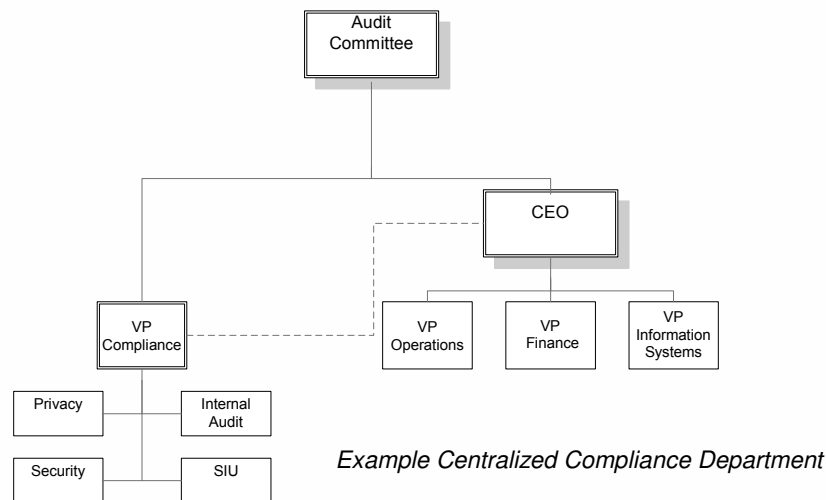 Audit
Committee
CEO
VP
Compliance
VP
Operations
VP
Finance
VP
Information
Systems
Privacy
Internal
Audit
Security
SIU
Example Centralized Compliance Department